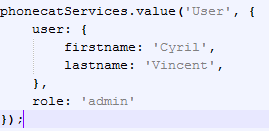 phonecatServices.value('User', {
    user: {
        firstname: 'Cyril',
        lastname: 'Vincent',
    },
    role: 'admin'
});